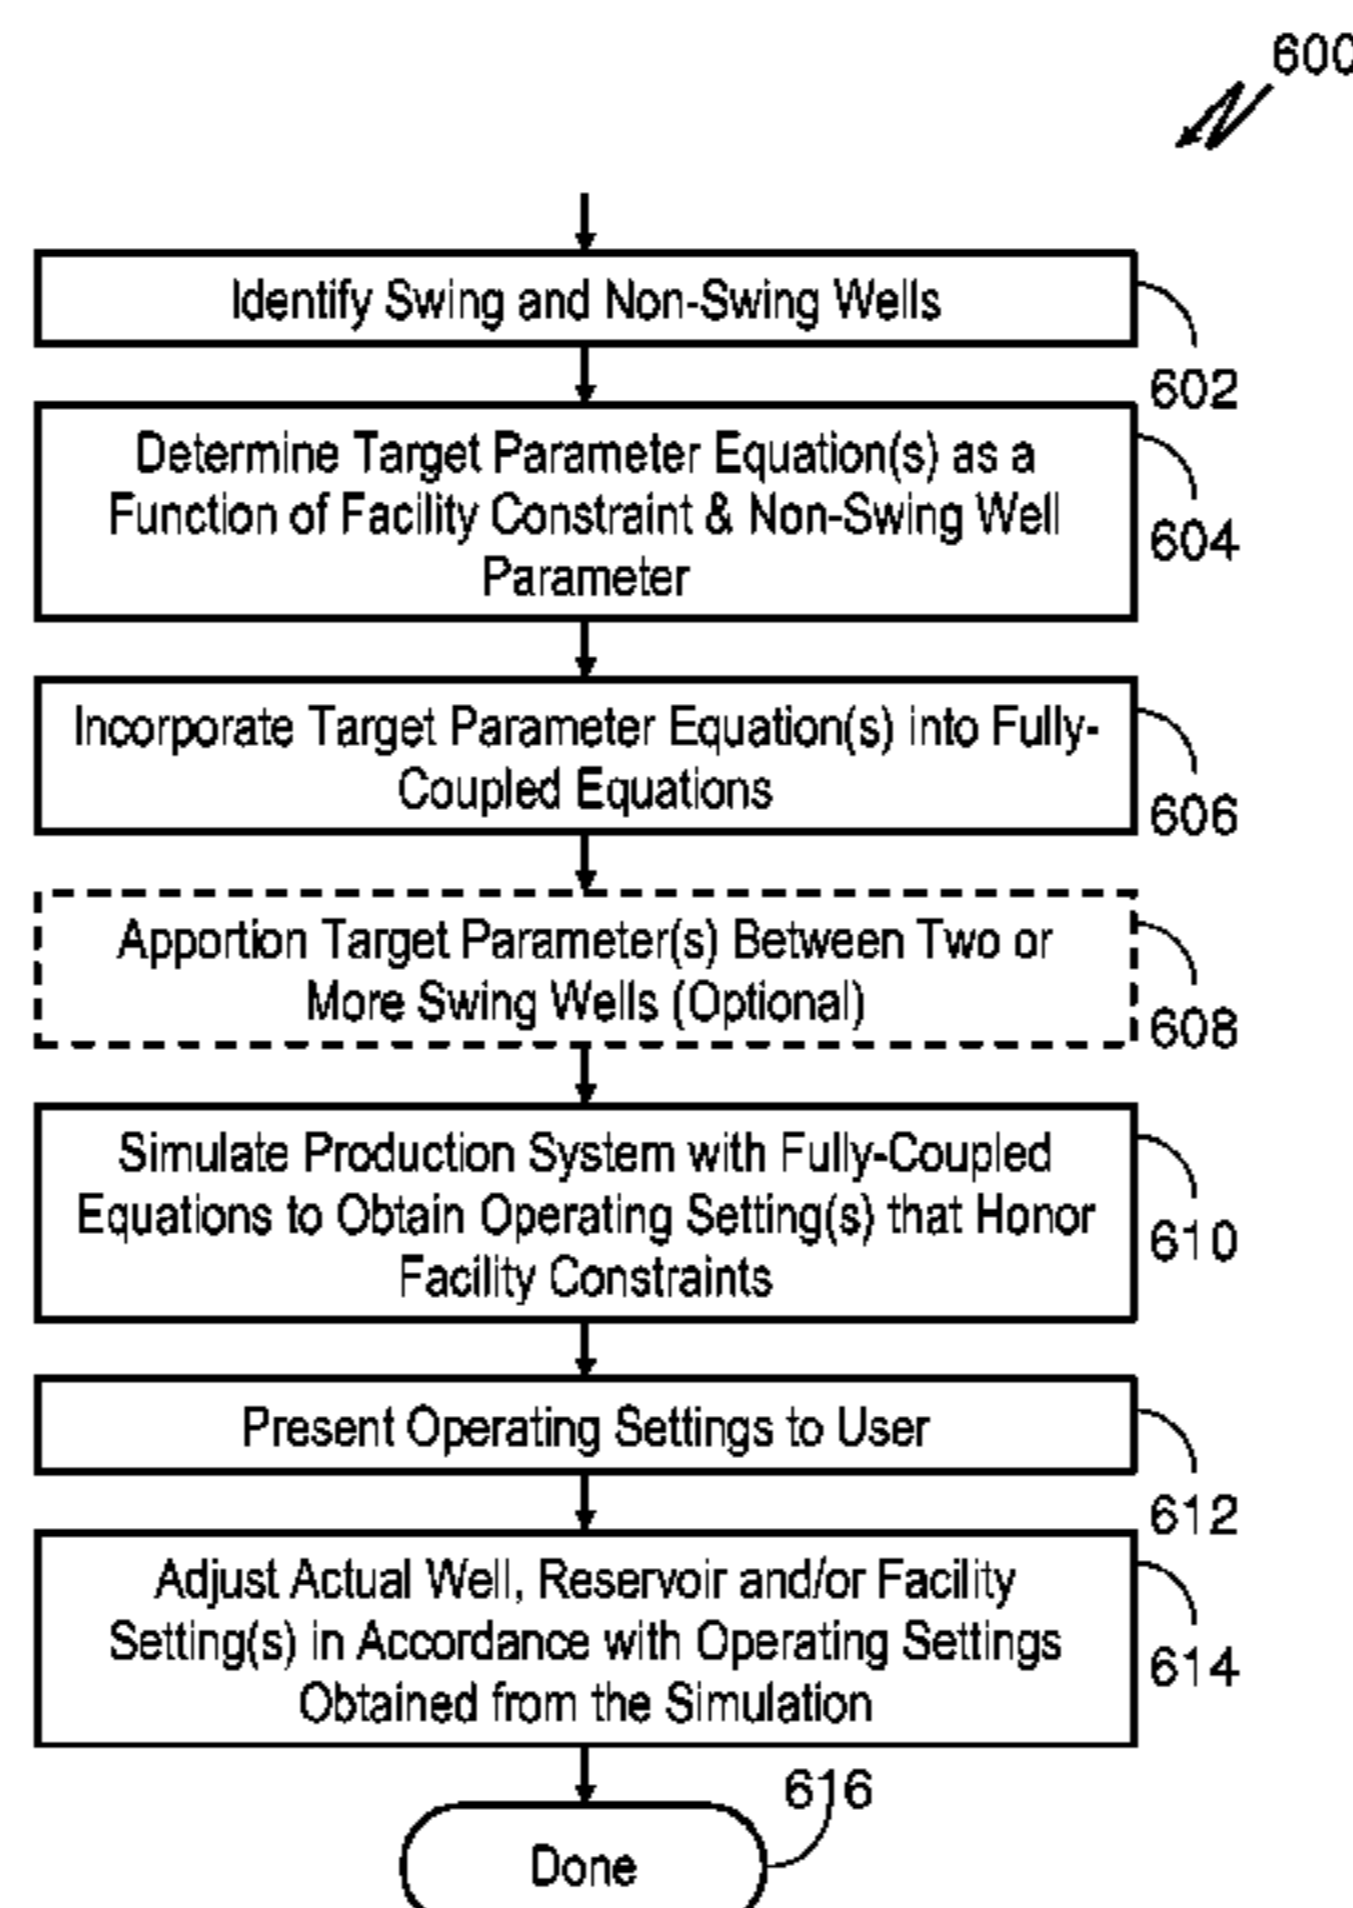 600
Identify Swing and Non-Swing Wells
602
Determine Target Parameter Equation(s) as a
Function of Facility Constraint & Non-Swing Well
Parameter
604
Incorporate Target Parameter Equation(s) into Fully-
Coupled Equations
606
Apportion Target Parameter(s) Between Two or
More Swing Wells (Optional)
608
Simulate Production System with Fully-Coupled
Equations to Obtain Operating Setting(s) that Honor
Facility Constraints
610
Present Operating Settings to User
612
Adjust Actual Well, Reservoir and/or Facility
Setting(s) in Accordance with Operating Settings
Obtained from the Simulation
614
616
Done